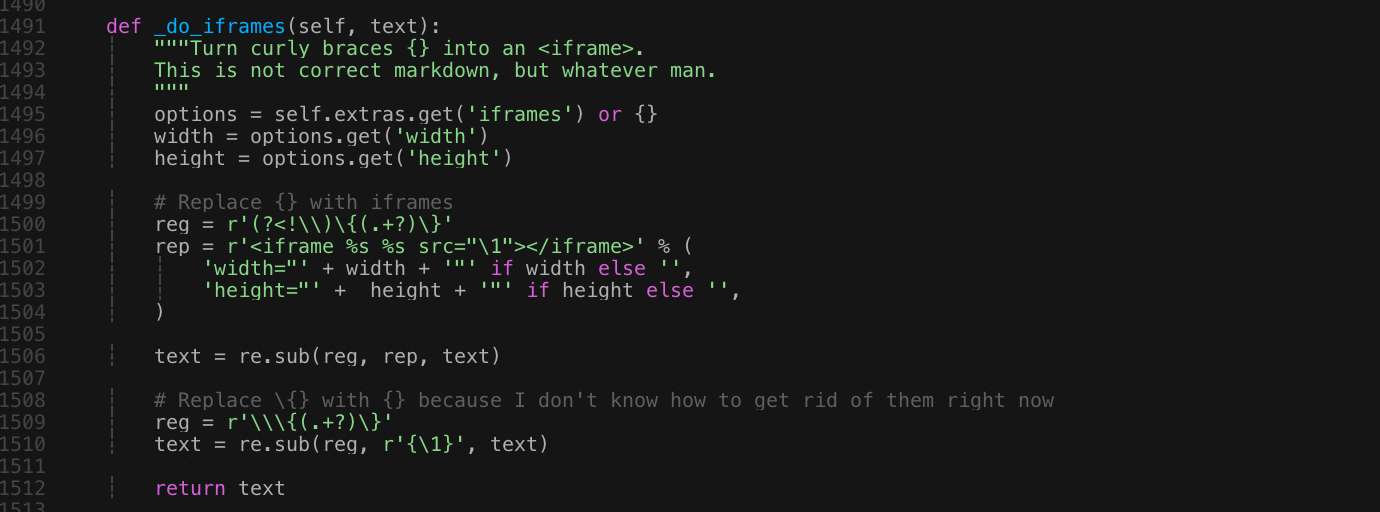 1490
1491     def _do_iframes(self, text):
1492         """Turn curly braces {} into an <iframe>.
1493         This is not correct markdown, but whatever man.
1494         """
1495         options = self.extras.get('iframes') or {}
1496         width = options.get('width')
1497         height = options.get('height')
1498
1499         # Replace {} with iframes
1500         reg = r'(?<!\\)\{(.+?)\}'
1501         rep = r'<iframe %s %s src="\1"></iframe>' % (
1502             'width="' + width + '"' if width else '',
1503             'height="' +  height + '"' if height else '',
1504         )
1505
1506         text = re.sub(reg, rep, text)
1507
1508         # Replace \{} with {} because I don't know how to get rid of them right now
1509         reg = r'\\\{(.+?)\}'
1510         text = re.sub(reg, r'{\1}', text)
1511
1512         return text
1513